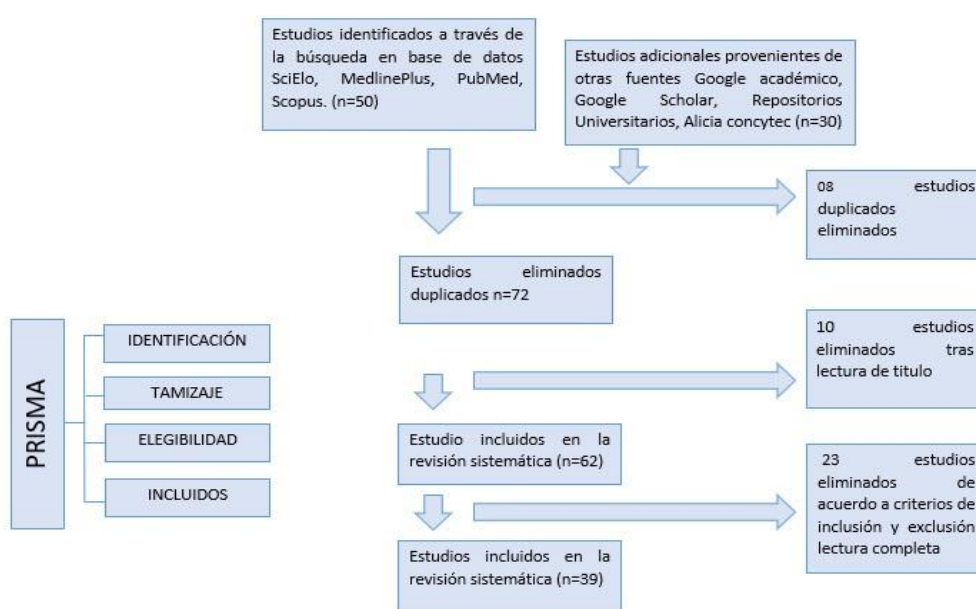 Estudios identificados a través de
la búsqueda en base de datos
SciElo, MedlinePlus, PubMed,
Scopus. (n=50)
Estudios adicionales provenientes de
otras fuentes Google académico,
Google Scholar, Repositorios
Universitarios, Alicia concytec (n=30)
08 estudios
duplicados
eliminados
Estudios eliminados
duplicados n=72
PRISMA
IDENTIFICACIÓN
TAMIZAJE
ELEGIBILIDAD
INCLUIDOS
10 estudios
eliminados tras
lectura de titulo
Estudio incluidos en la
revisión sistemática (n=62)
23 estudios
eliminados de
acuerdo a criterios de
inclusión y exclusión
lectura completa
Estudios incluidos en la
revisión sistemática (n=39)